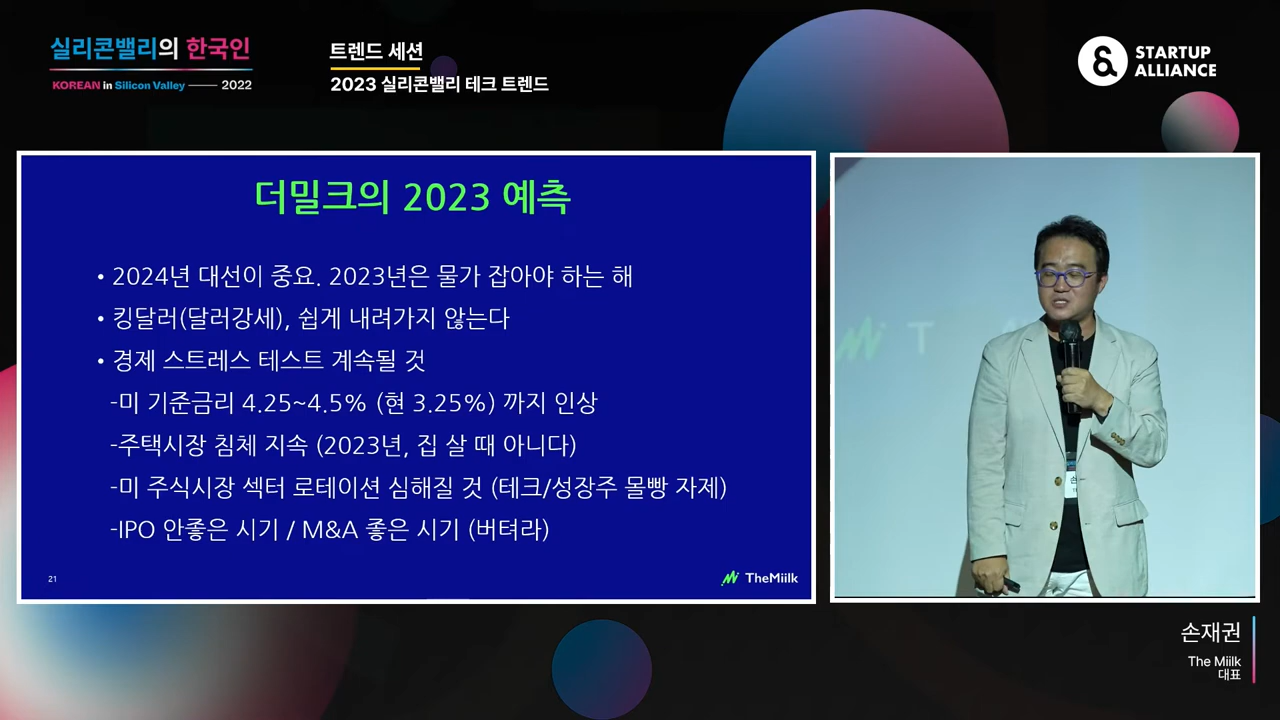 실리콘밸리의 한국인
KOREAN in Silicon Valley 2022
트렌드 세션
2023 실리콘밸리 테크 트렌드
STARTUP
ALLIANCE
더밀크의 2023 예측
• 2024년 대선이 중요. 2023년은 물가 잡아야 하는 해
• 킹달러(달러강세), 쉽게 내려가지 않는다
• 경제 스트레스 테스트 계속될 것
-미 기준금리 4.25~4.5% (현 3.25%) 까지 인상
-주택시장 침체 지속 (2023년, 집 살 때 아니다)
-미 주식시장 섹터 로테이션 심해질 것 (테크/성장주 몰빵 자제)
-IPO 안좋은 시기 / M&A 좋은 시기 (버텨라)
21
TheMiilk
T
손재권
The Miilk
대표